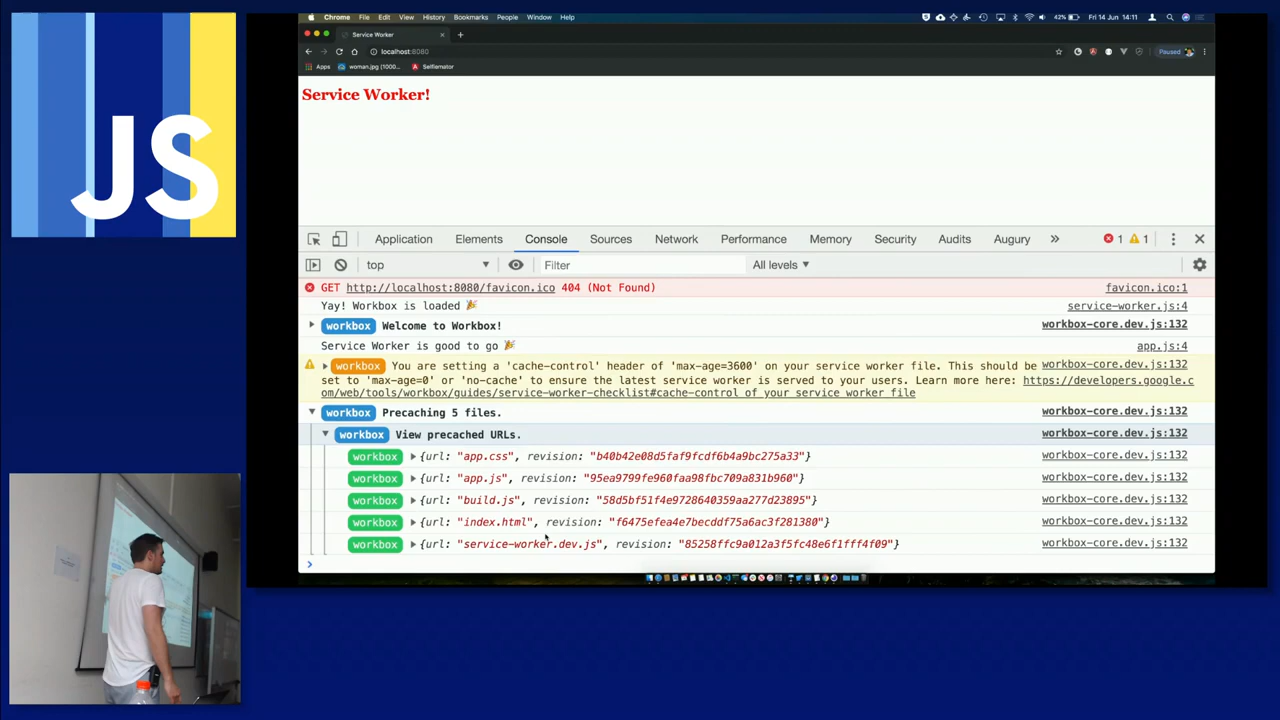 JS
Chrome File Edit View History Bookmarks People Window Help
42% Fri 14 Jun 14:11
Service Worker
localhost:8080
Paused
Apps woman.jpg (1000... Selfiemator
Service Worker!
Application Elements Console Sources Network Performance Memory Security Audits Augury » 1 1
top Filter All levels
GET http://localhost:8080/favicon.ico 404 (Not Found) favicon.ico:1
Yay! Workbox is loaded 🎉 service-worker.js:4
workbox Welcome to Workbox! workbox-core.dev.js:132
Service Worker is good to go 🎉 app.js:4
workbox You are setting a 'cache-control' header of 'max-age=3600' on your service worker file. This should be workbox-core.dev.js:132
set to 'max-age=0' or 'no-cache' to ensure the latest service worker is served to your users. Learn more here: https://developers.google.c
om/web/tools/workbox/guides/service-worker-checklist#cache-control_of_your_service_worker_file
workbox Precaching 5 files. workbox-core.dev.js:132
workbox View precached URLs. workbox-core.dev.js:132
workbox {url: "app.css", revision: "b40b42e08d5faf9fcdf6b4a9bc275a33"} workbox-core.dev.js:132
workbox {url: "app.js", revision: "95ea9799fe960faa98fbc709a831b960"} workbox-core.dev.js:132
workbox {url: "build.js", revision: "58d5bf51f4e9728640359aa277d23895"} workbox-core.dev.js:132
workbox {url: "index.html", revision: "f6475efea4e7becddf75a6ac3f281380"} workbox-core.dev.js:132
workbox {url: "service-worker.dev.js", revision: "85258ffc9a012a3f5fc48e6f1fff4f09"} workbox-core.dev.js:132